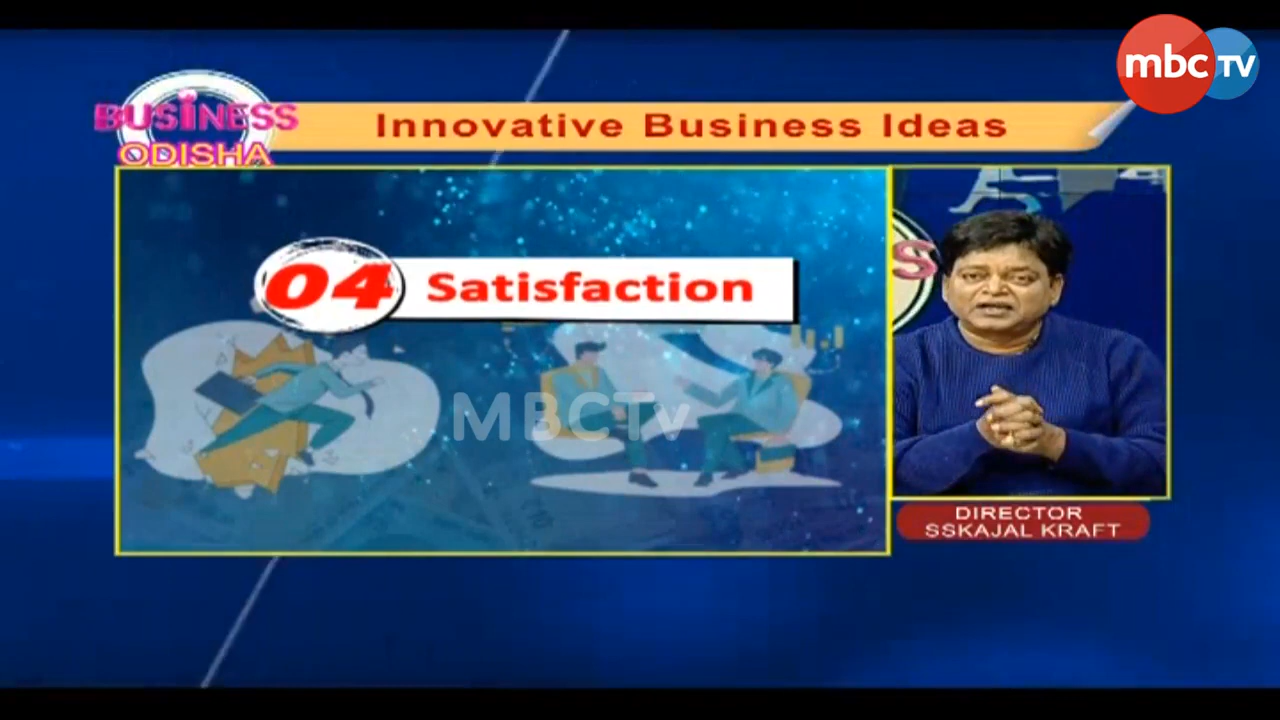 mbc TV
BUSINESS
ODISHA
Innovative Business Ideas
S
04 Satisfaction
MBCTv
DIRECTOR
SSKAJAL KRAFT